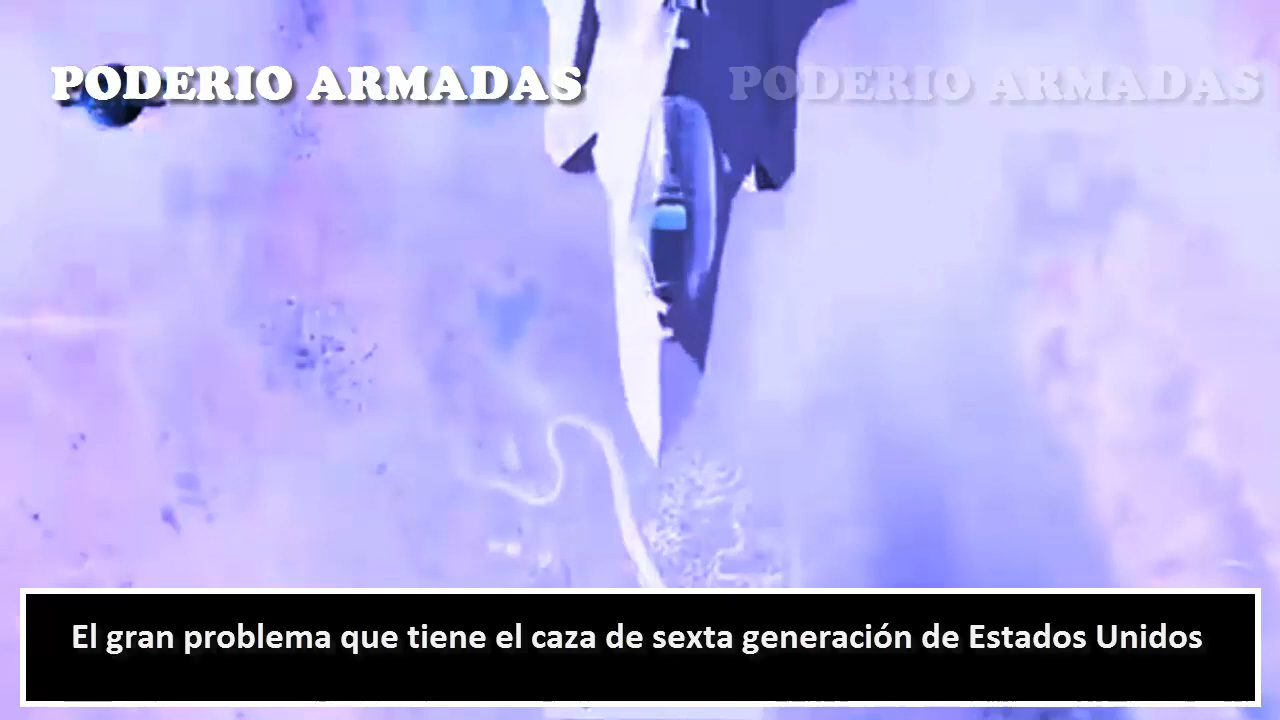 PODERIO ARMADAS PODERIO ARMADAS
El gran problema que tiene el caza de sexta generación de Estados Unidos